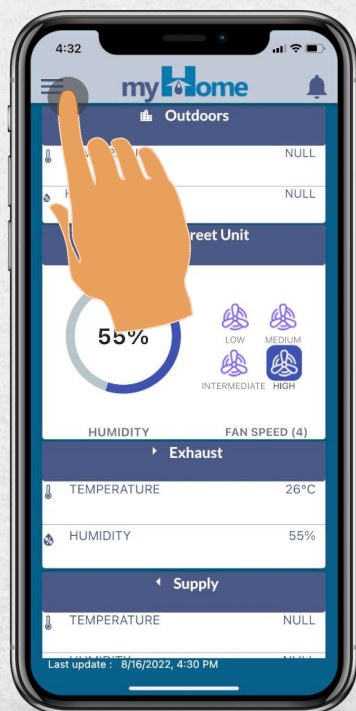 4:32
myHome
Outdoors
NULL
NULL
reet Unit
55%
LOW MEDIUM
INTERMEDIATE HIGH
HUMIDITY FAN SPEED (4)
Exhaust
TEMPERATURE 26°C
HUMIDITY 55%
Supply
TEMPERATURE NULL
Last update : 8/16/2022, 4:30 PM